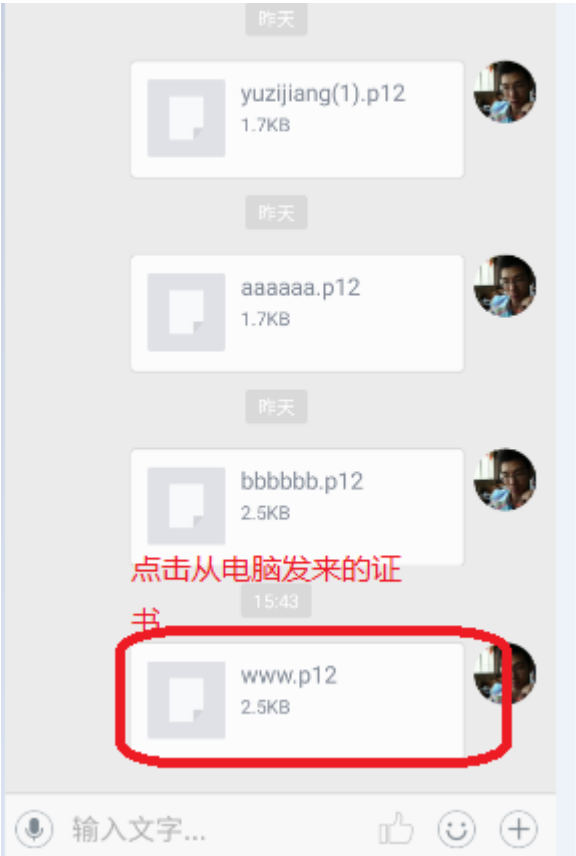 昨天
yuzijiang(1).p12
1.7KB
昨天
aaaaaa.p12
1.7KB
昨天
bbbbbb.p12
2.5KB
点击从电脑发来的证
书
15:43
www.p12
2.5KB
输入文字...